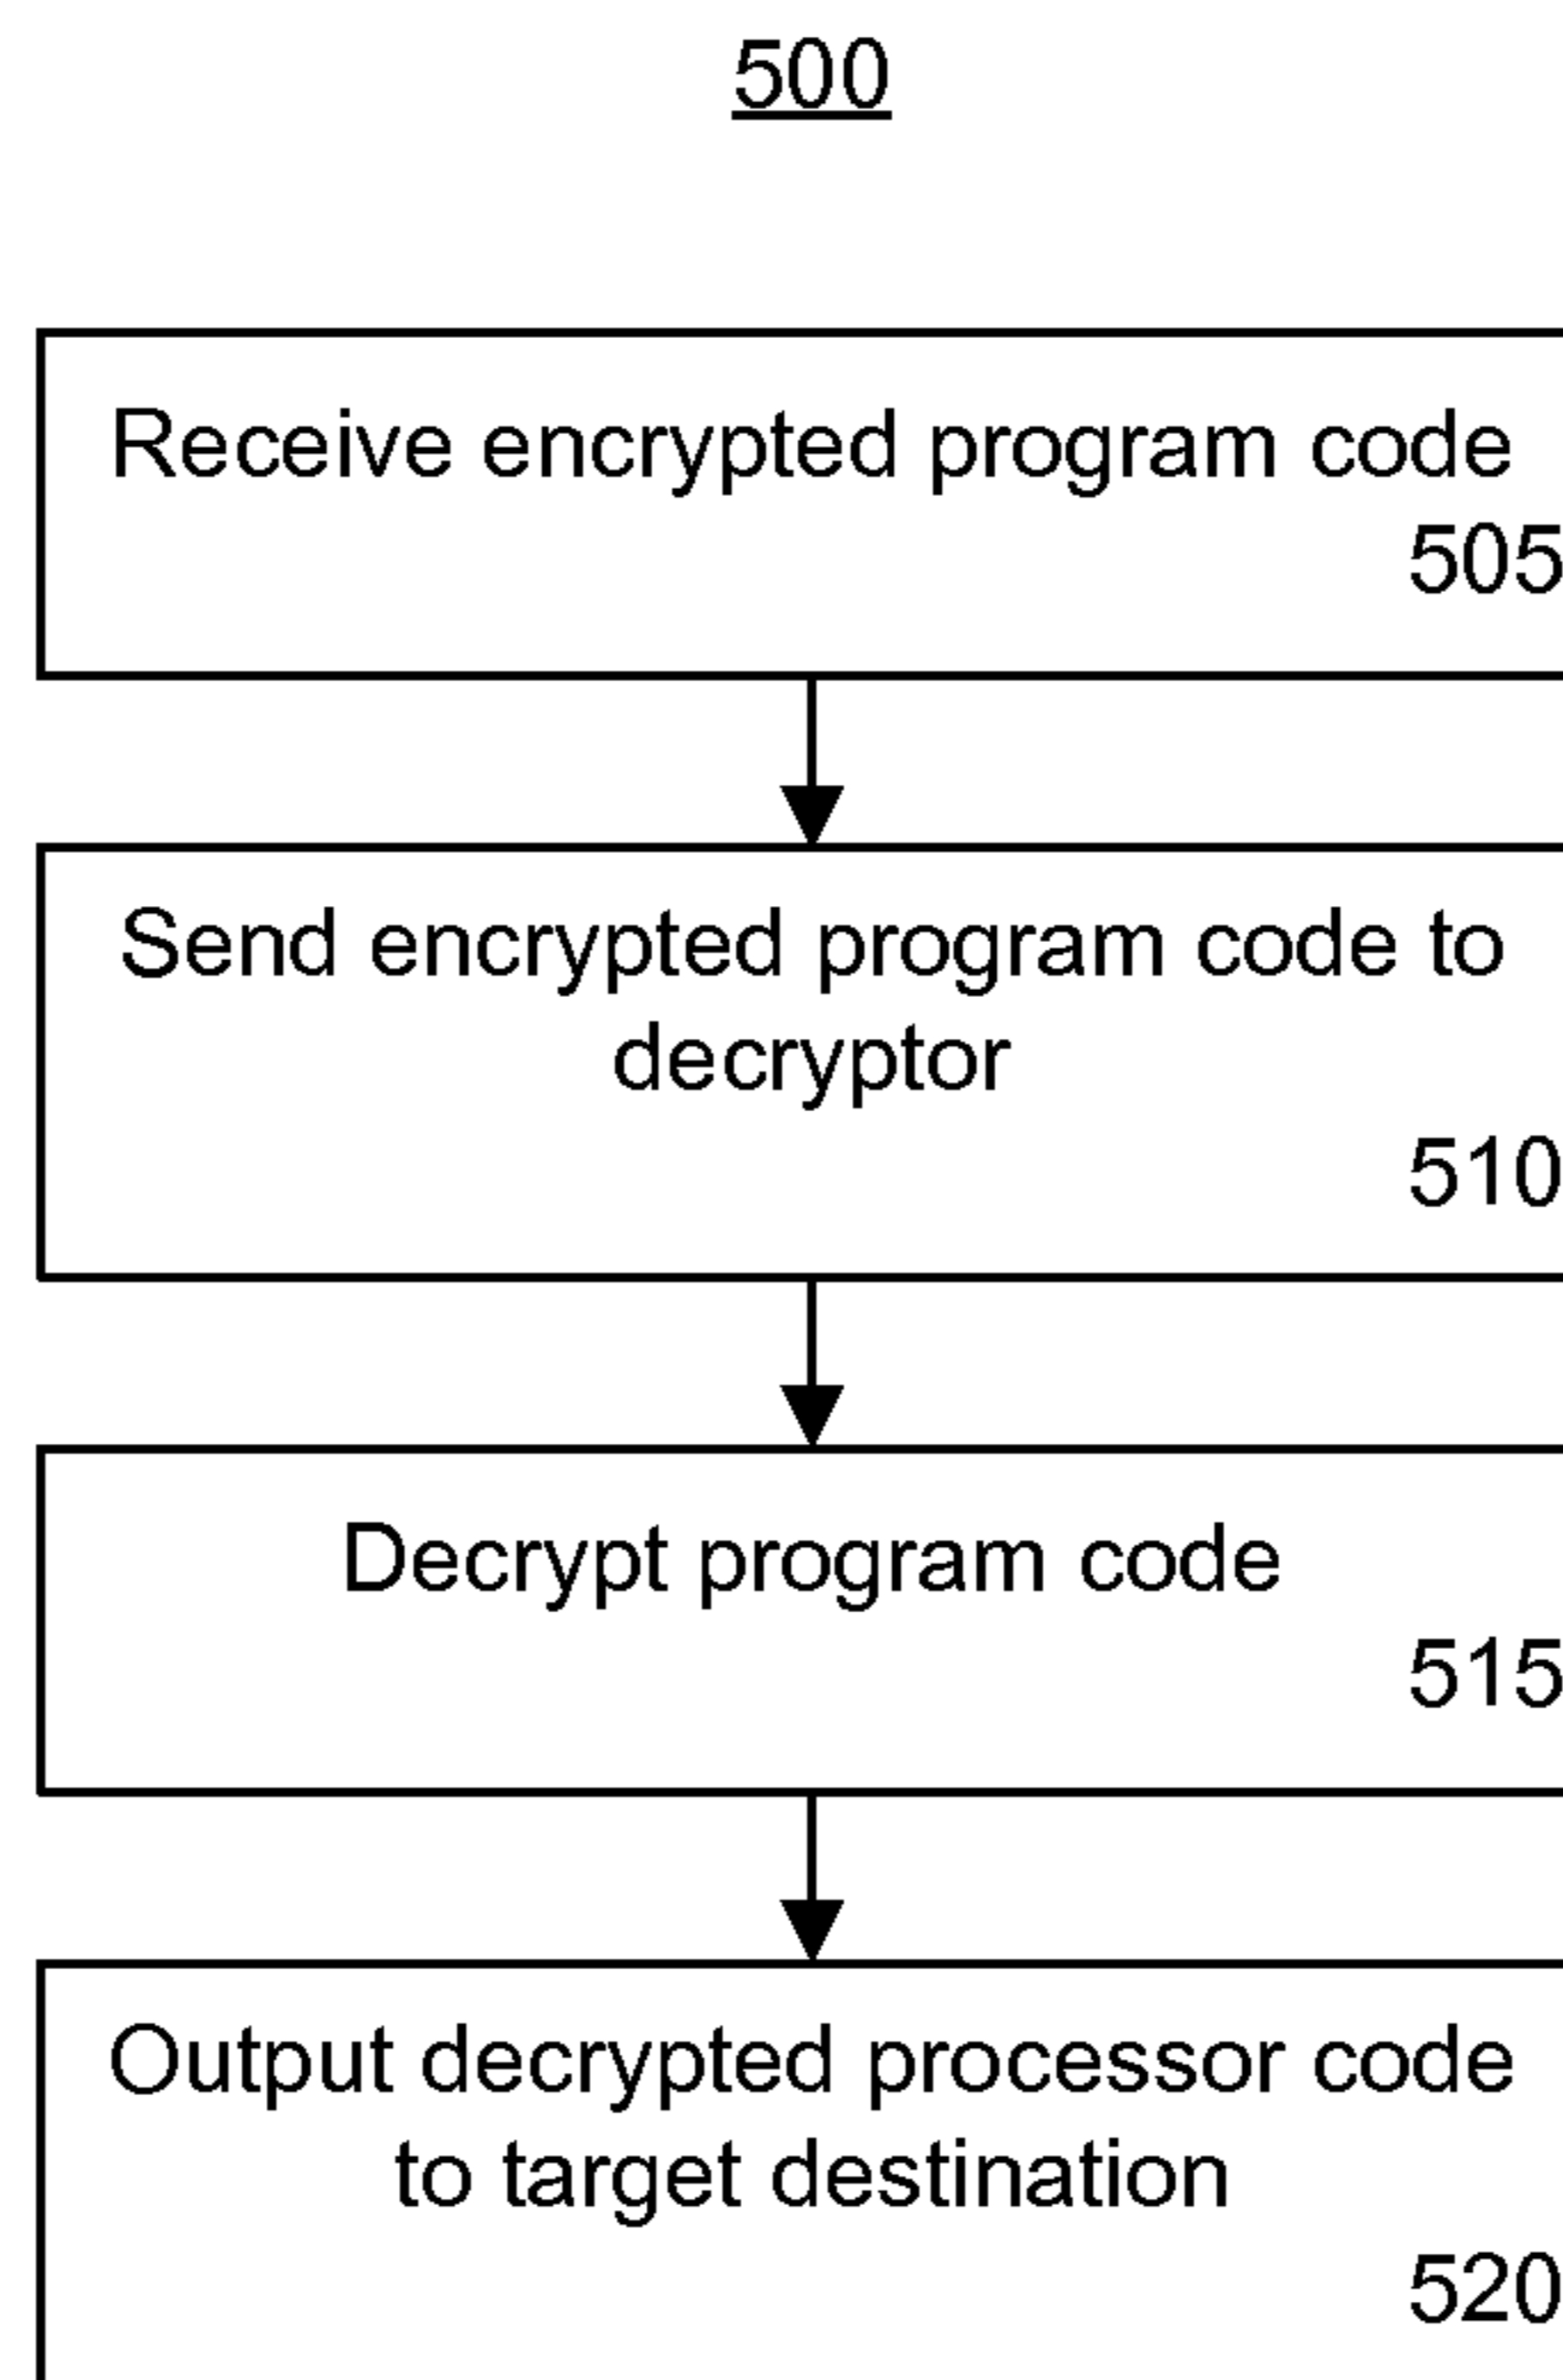 500
Receive encrypted program code
505
Send encrypted program code to
decryptor
510
Decrypt program code
515
Output decrypted processor code
to target destination
520